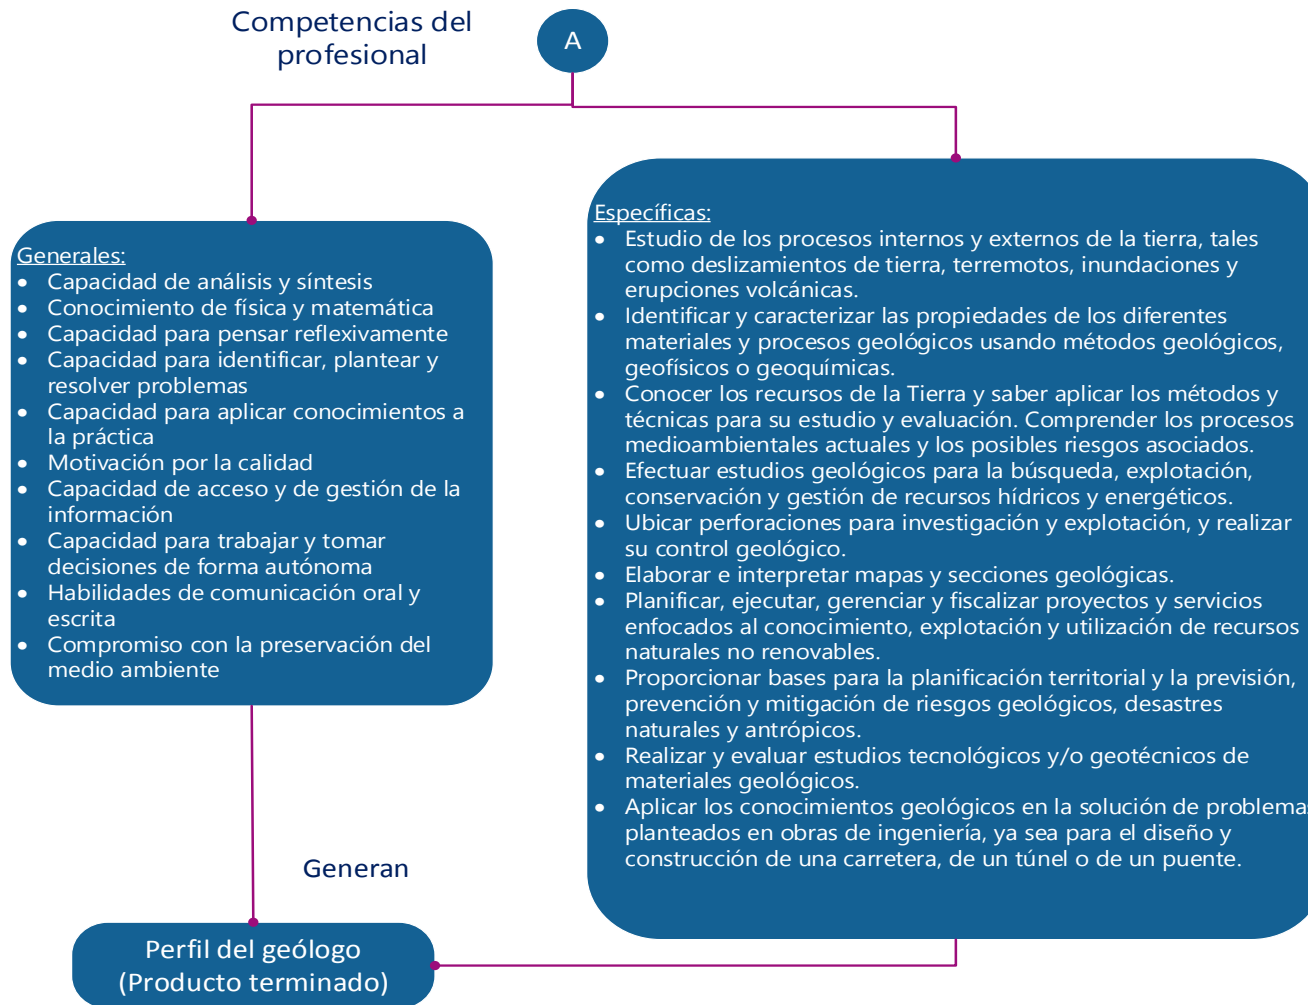 Competencias del
profesional
A
Generales:
• Capacidad de análisis y síntesis
• Conocimiento de física y matemática
• Capacidad para pensar reflexivamente
• Capacidad para identificar, plantear y
resolver problemas
• Capacidad para aplicar conocimientos a
la práctica
• Motivación por la calidad
• Capacidad de acceso y de gestión de la
información
• Capacidad para trabajar y tomar
decisiones de forma autónoma
• Habilidades de comunicación oral y
escrita
• Compromiso con la preservación del
medio ambiente
Específicas:
• Estudio de los procesos internos y externos de la tierra, tales
como deslizamientos de tierra, terremotos, inundaciones y
erupciones volcánicas.
• Identificar y caracterizar las propiedades de los diferentes
materiales y procesos geológicos usando métodos geológicos,
geofísicos o geoquímicas.
• Conocer los recursos de la Tierra y saber aplicar los métodos y
técnicas para su estudio y evaluación. Comprender los procesos
medioambientales actuales y los posibles riesgos asociados.
• Efectuar estudios geológicos para la búsqueda, explotación,
conservación y gestión de recursos hídricos y energéticos.
• Ubicar perforaciones para investigación y explotación, y realizar
su control geológico.
• Elaborar e interpretar mapas y secciones geológicas.
• Planificar, ejecutar, gerenciar y fiscalizar proyectos y servicios
enfocados al conocimiento, explotación y utilización de recursos
naturales no renovables.
• Proporcionar bases para la planificación territorial y la previsión,
prevención y mitigación de riesgos geológicos, desastres
naturales y antrópicos.
• Realizar y evaluar estudios tecnológicos y/o geotécnicos de
materiales geológicos.
• Aplicar los conocimientos geológicos en la solución de problemas
planteados en obras de ingeniería, ya sea para el diseño y
construcción de una carretera, de un túnel o de un puente.
Generan
Perfil del geólogo
(Producto terminado)